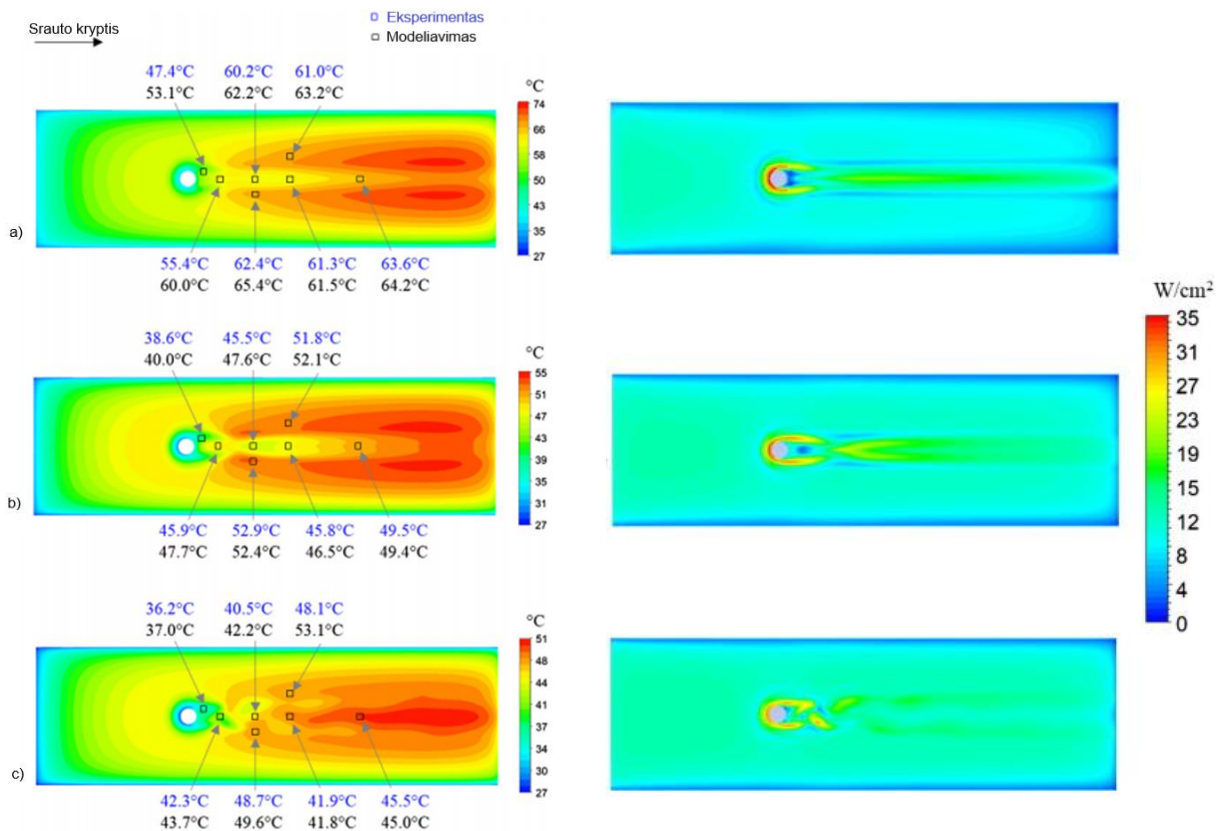 Srauto kryptis
Eksperimentas
Modeliavimas
47.4°C 60.2°C 61.0°C
53.1°C 62.2°C 63.2°C
°C
74
66
58
50
43
35
27
a)
55.4°C 62.4°C 61.3°C 63.6°C
60.0°C 65.4°C 61.5°C 64.2°C
38.6°C 45.5°C 51.8°C
40.0°C 47.6°C 52.1°C
°C
55
51
47
43
39
35
31
27
b)
45.9°C 52.9°C 45.8°C 49.5°C
47.7°C 52.4°C 46.5°C 49.4°C
36.2°C 40.5°C 48.1°C
37.0°C 42.2°C 53.1°C
°C
51
48
44
41
37
34
30
27
c)
42.3°C 48.7°C 41.9°C 45.5°C
43.7°C 49.6°C 41.8°C 45.0°C
W/cm²
35
31
27
23
19
15
12
8
4
0